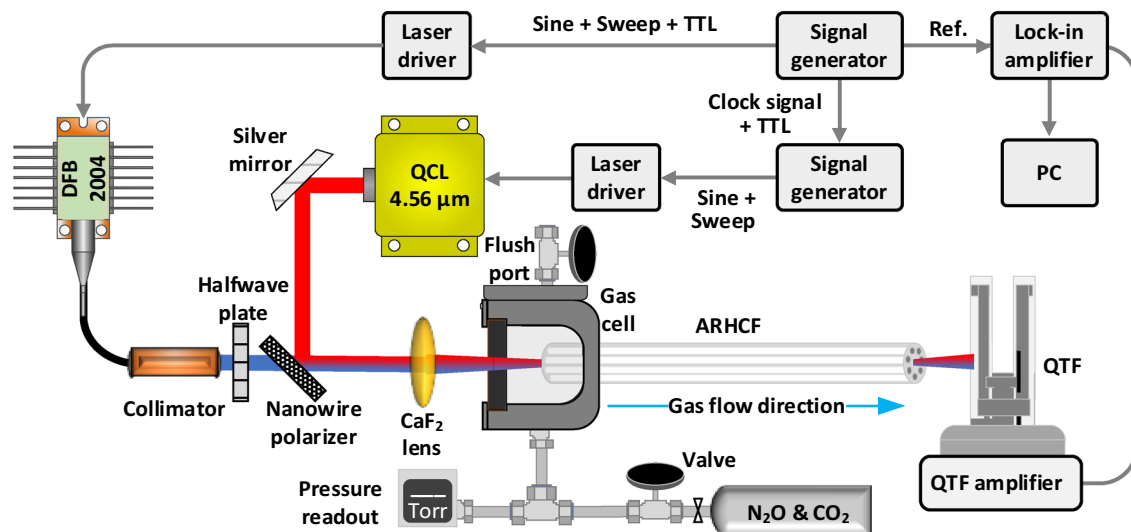 Laser
driver
Sine + Sweep + TTL
Signal
generator
Ref.
Lock-in
amplifier
Clock signal
+ TTL
Silver
mirror
DFB
2004
QCL
4.56 µm
Laser
driver
Sine +
Sweep
Signal
generator
PC
Flush
port
Halfwave
plate
Gas
cell
ARHCF
QTF
Collimator
Nanowire
polarizer
CaF₂
lens
Gas flow direction
Valve
QTF amplifier
Pressure
readout
Torr
N₂O & CO₂